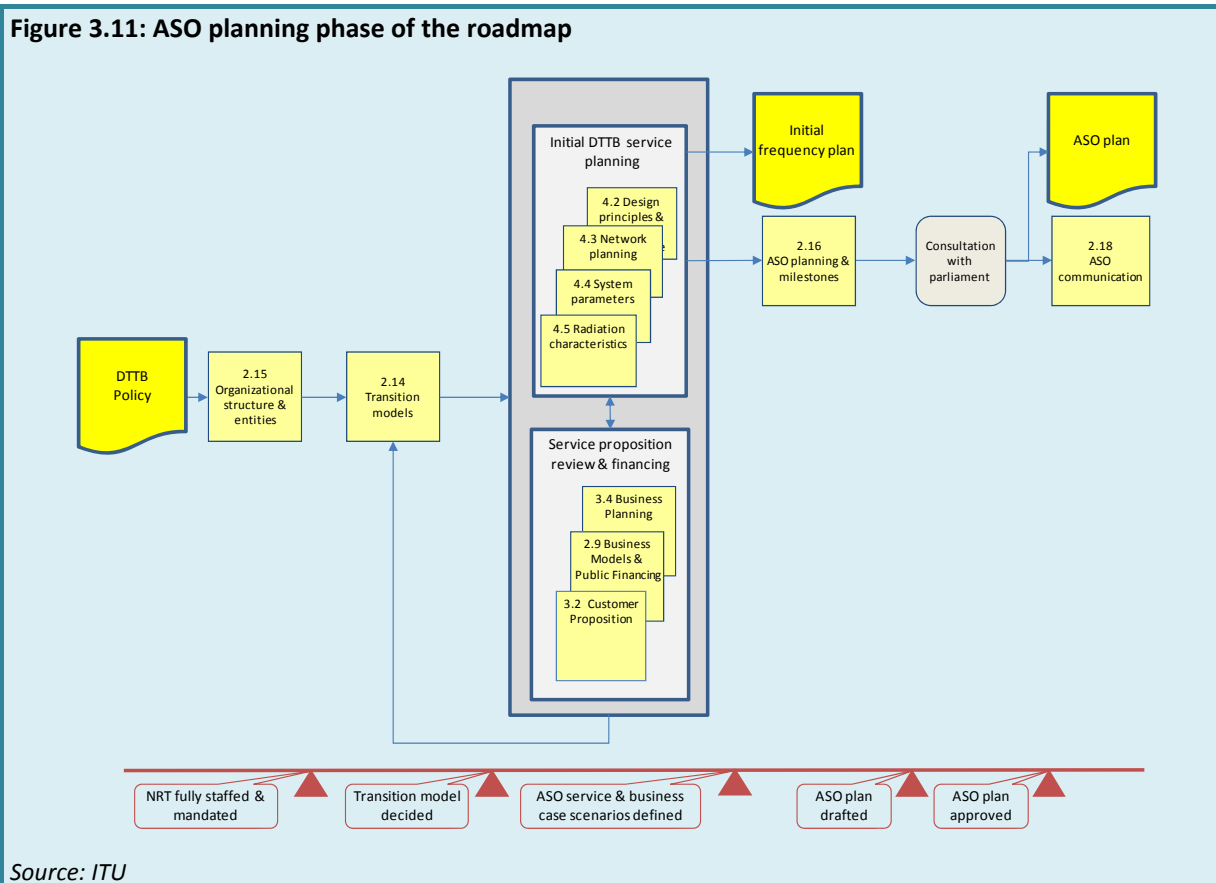 Figure 3.11: ASO planning phase of the roadmap
Initial DTTB service
planning
4.2 Design
principles &
e
4.3 Network
planning
4.4 System
parameters
4.5 Radiation
characteristics
Initial
frequency plan
ASO plan
2.16
ASO planning &
milestones
Consultation
with
parliament
2.18
ASO
communication
DTTB
Policy
2.15
Organizational
structure &
entities
2.14
Transition
models
Service proposition
review & financing
3.4 Business
Planning
2.9 Business
Models &
Public Financing
3.2 Customer
Proposition
NRT fully staffed &
mandated
Transition model
decided
ASO service & business
case scenarios defined
ASO plan
drafted
ASO plan
approved
Source: ITU